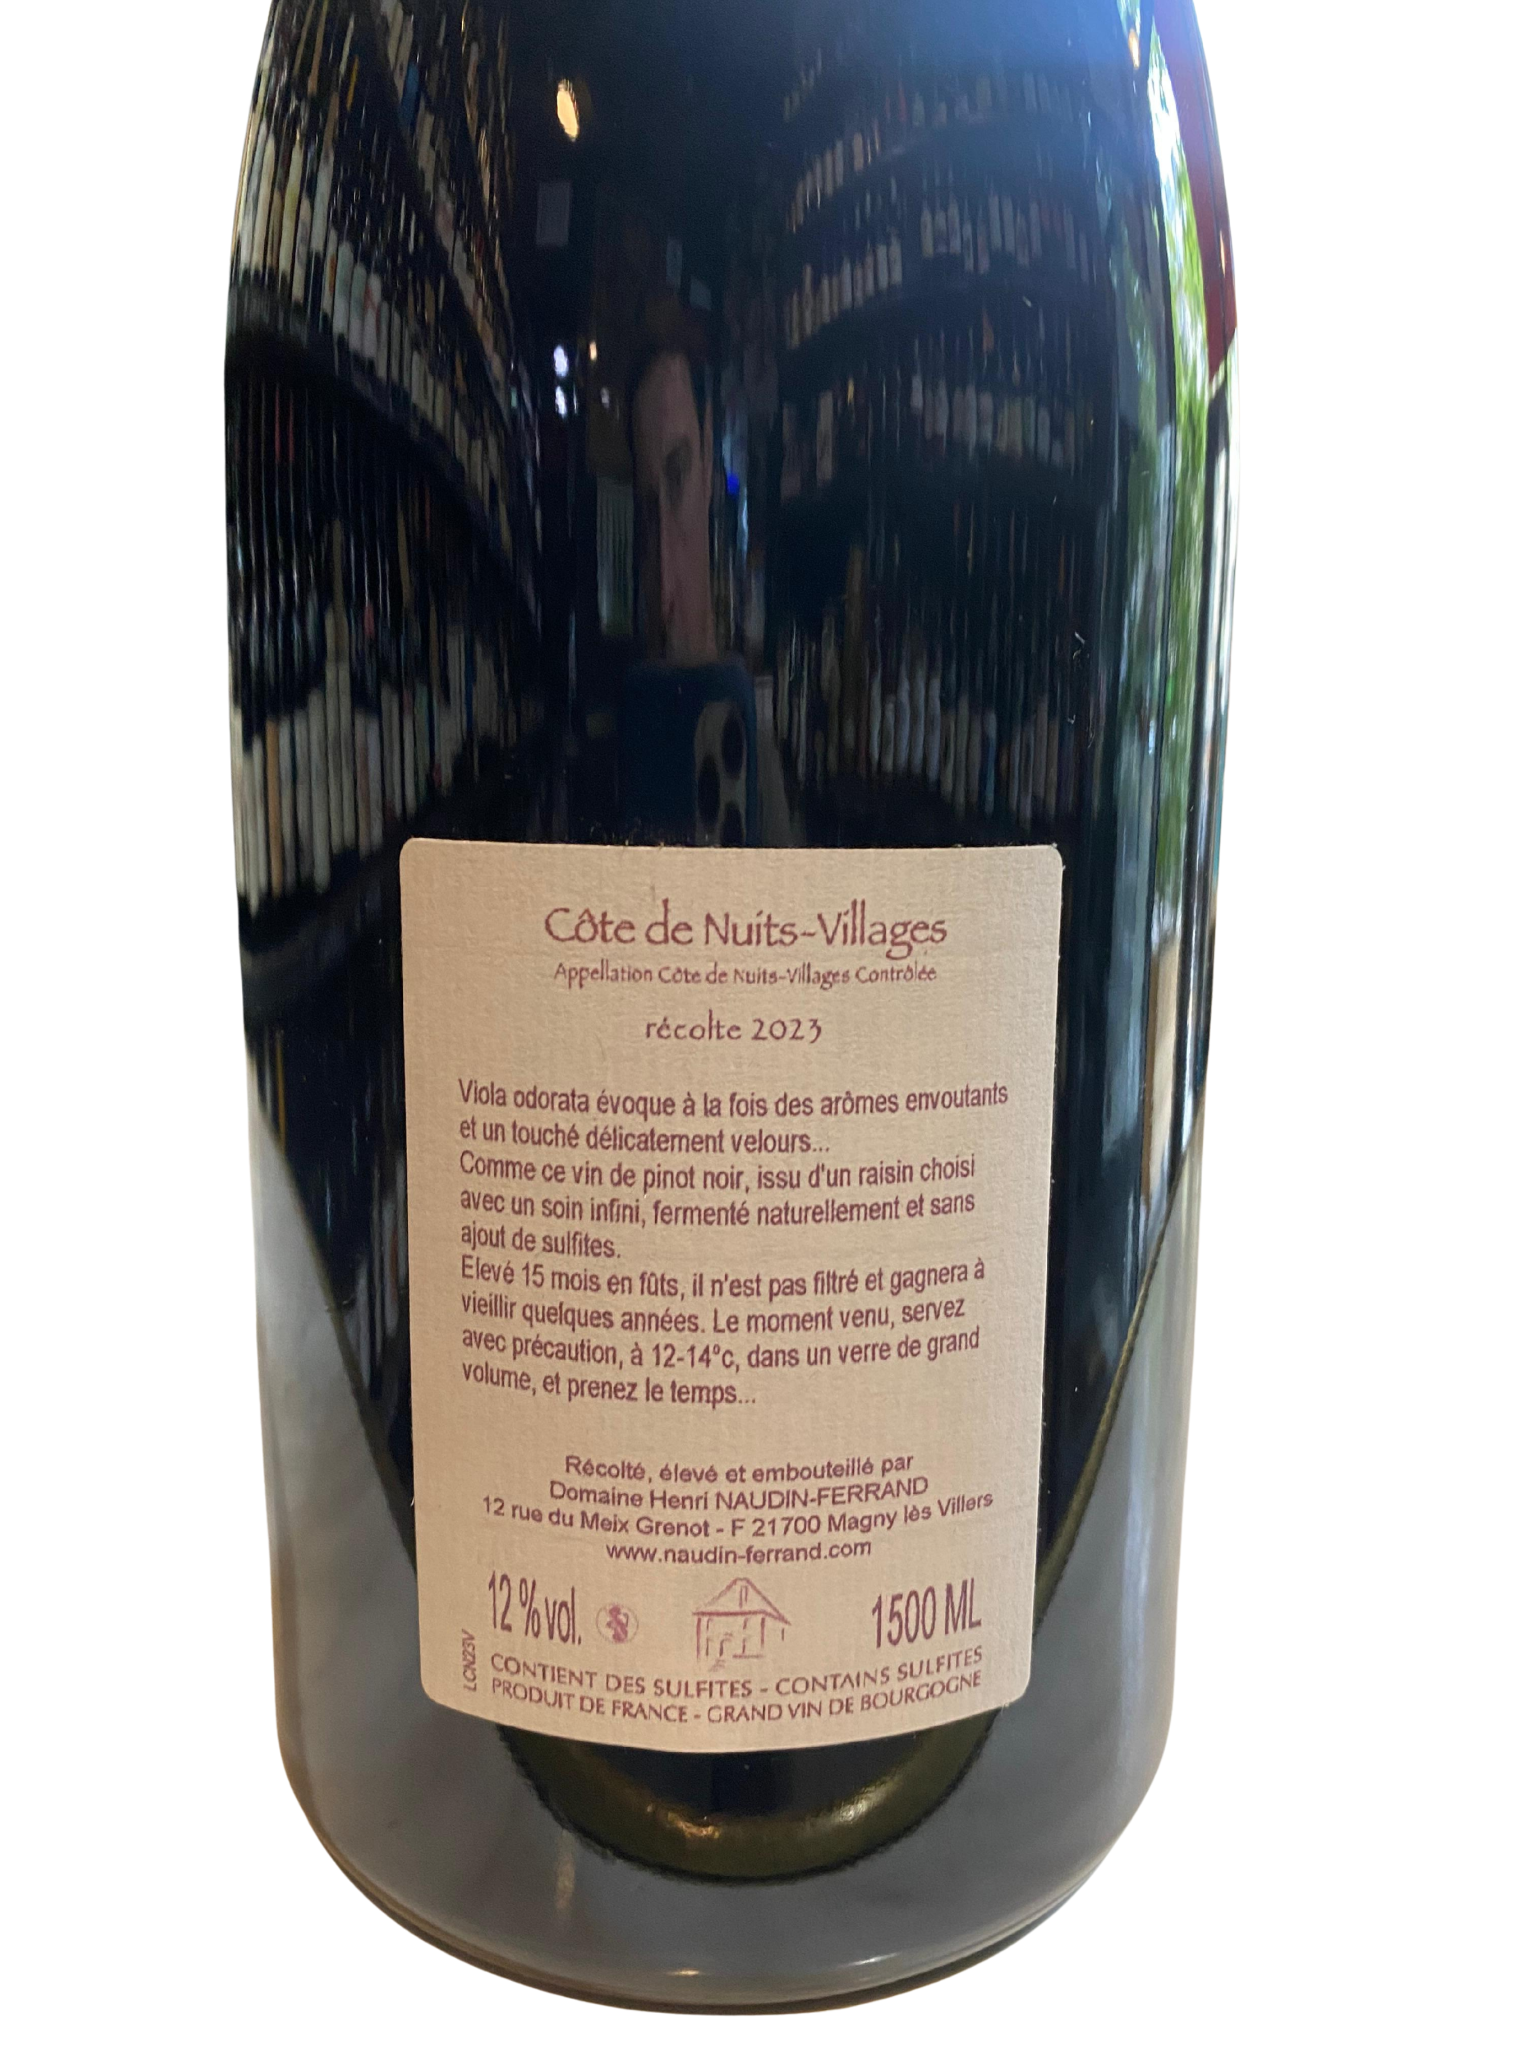 Côte de Nuits-Villages
Appellation Côte de Nuits-Villages Contrôlée
récolte 2023
Viola odorata évoque à la fois des arômes envoutants
et un touché délicatement velours...
Comme ce vin de pinot noir, issu d'un raisin choisi
avec un soin infini, fermenté naturellement et sans
ajout de sulfites.
Elevé 15 mois en fûts, il n'est pas filtré et gagnera à
vieillir quelques années. Le moment venu, servez
avec précaution, à 12-14°c, dans un verre de grand
volume, et prenez le temps...
Récolté, élevé et embouteillé par
Domaine Henri NAUDIN-FERRAND
12 rue du Meix Grenot - F 21700 Magny lès Villers
www.naudin-ferrand.com
12 % vol.
1500 ML
LCN23V
CONTIENT DES SULFITES - CONTAINS SULFITES
PRODUIT DE FRANCE - GRAND VIN DE BOURGOGNE